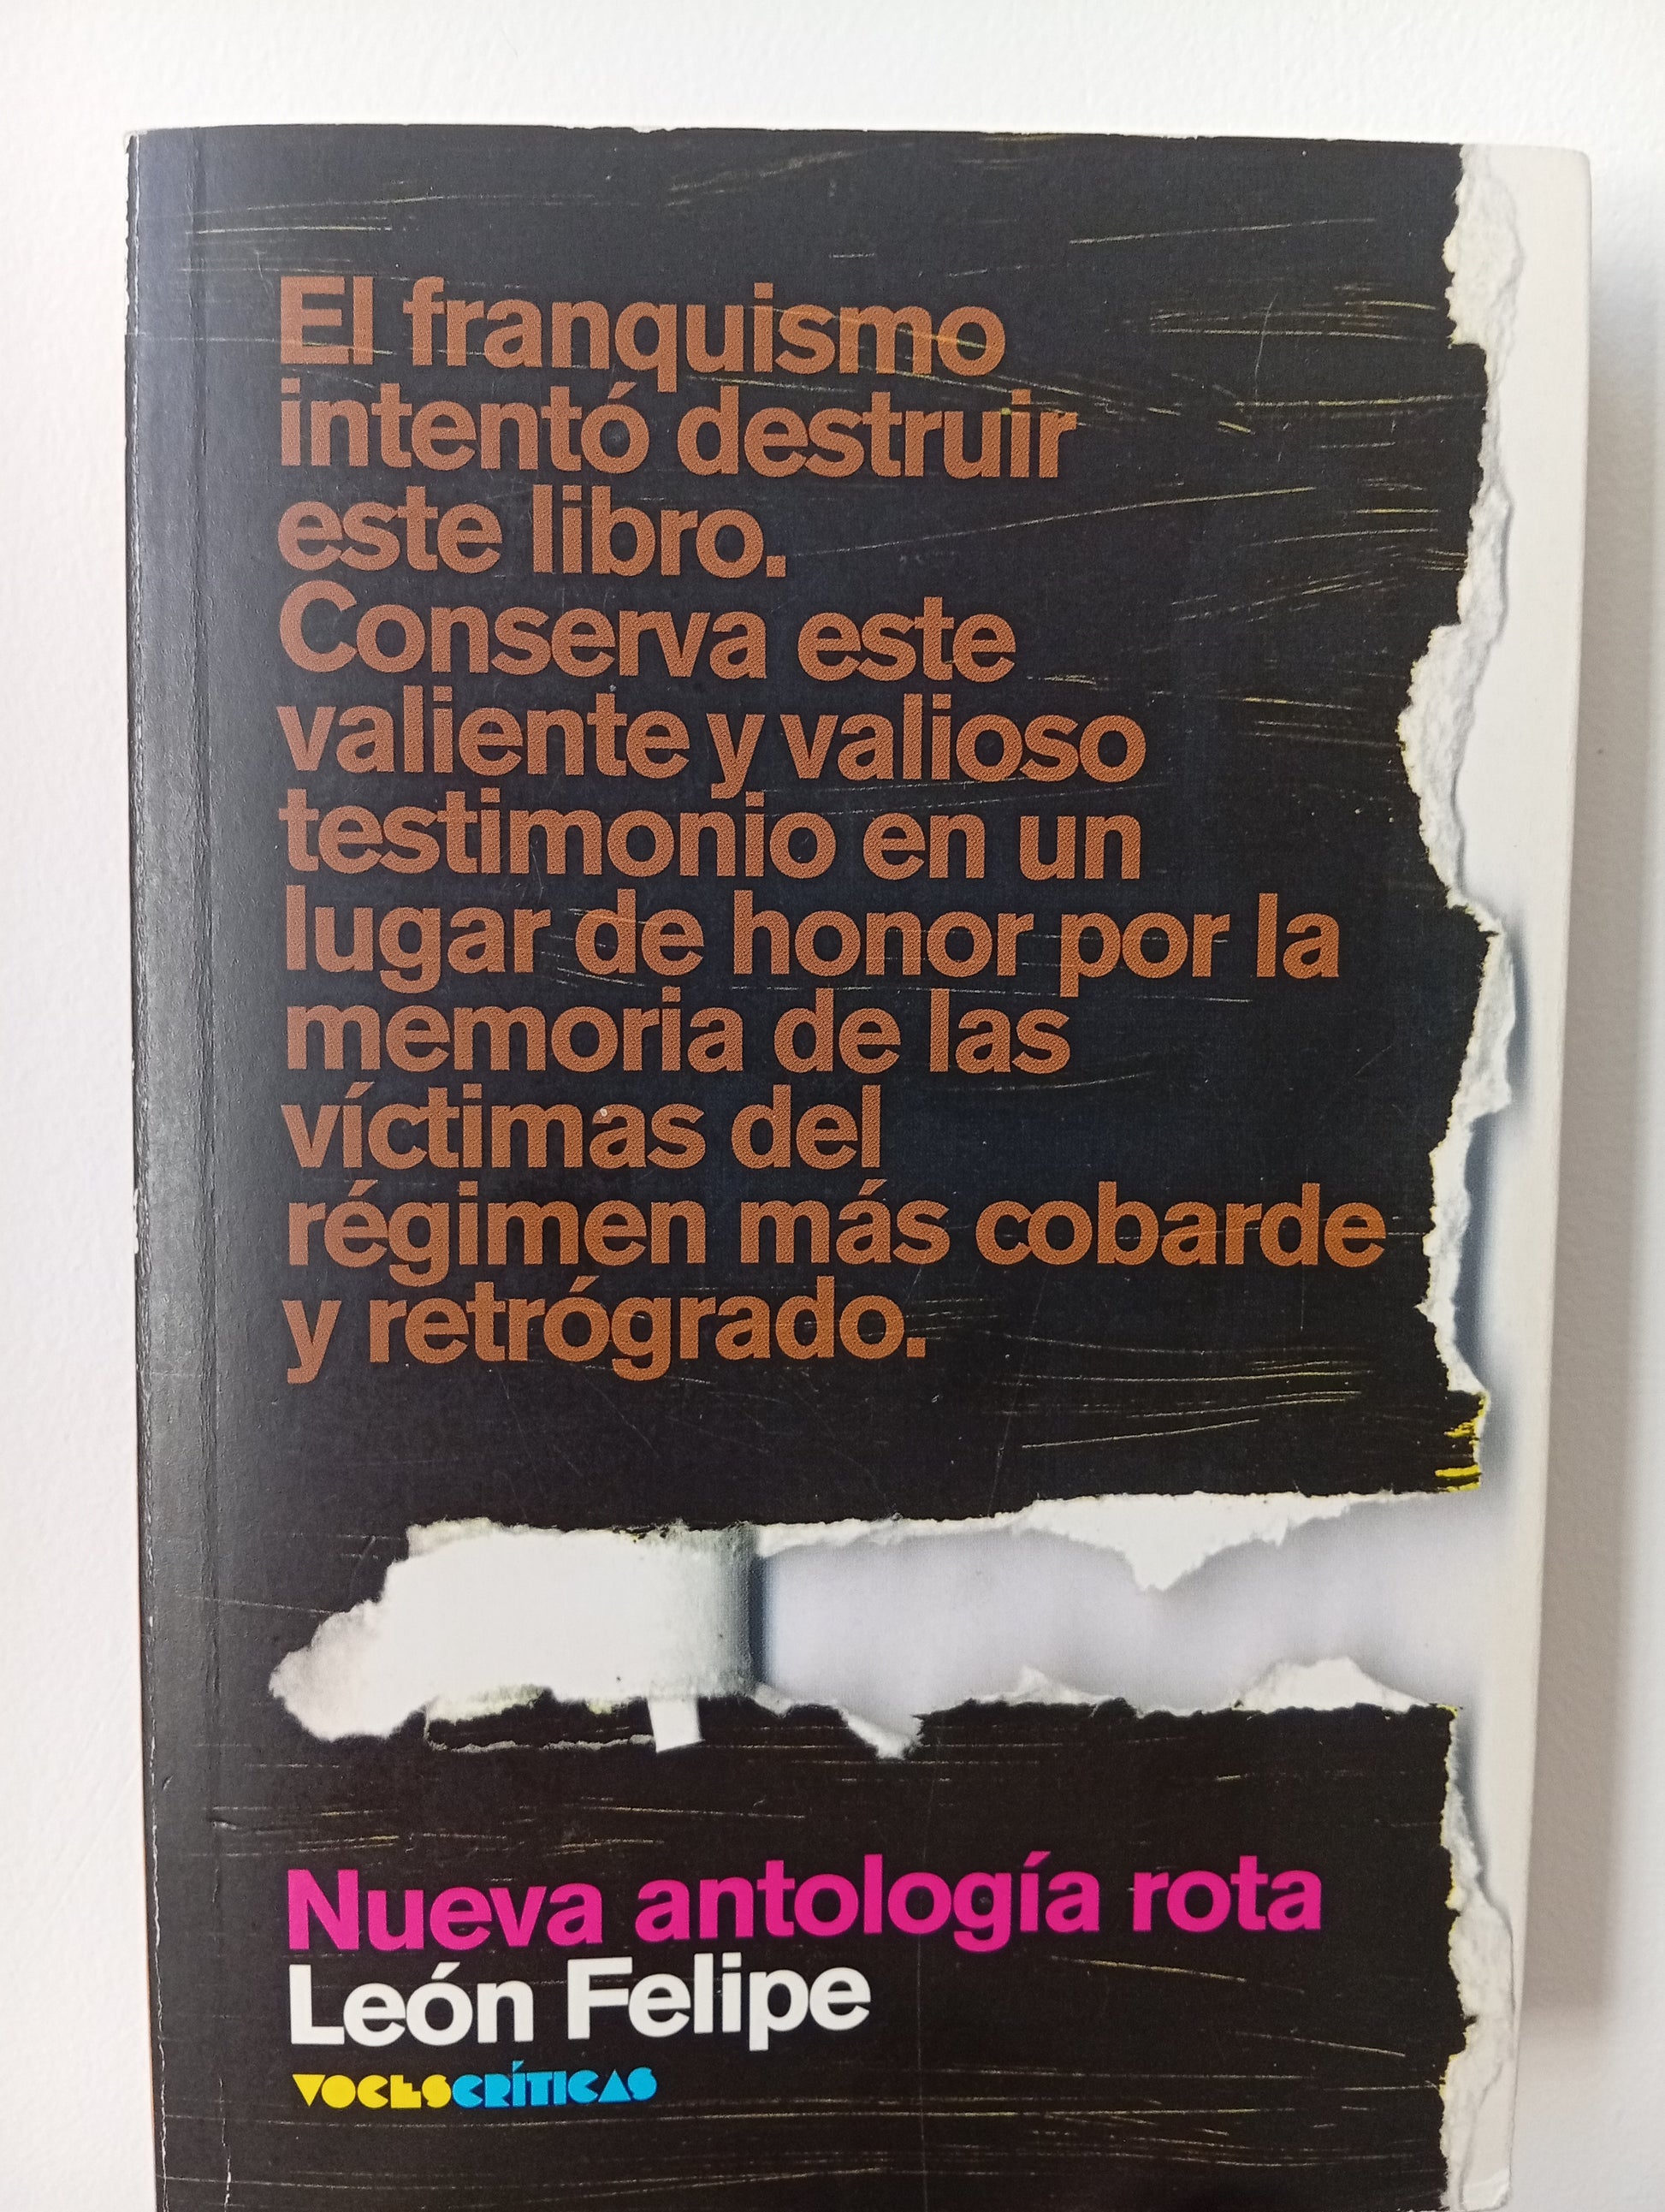 El franquismo
intentó destruir
este libro.
Conserva este
valiente y valioso
testimonio en un
lugar de honor por la
memoria de las
víctimas del
régimen más cobarde
y retrógrado.
Nueva antología rota
León Felipe
VOCESCRÍTICAS